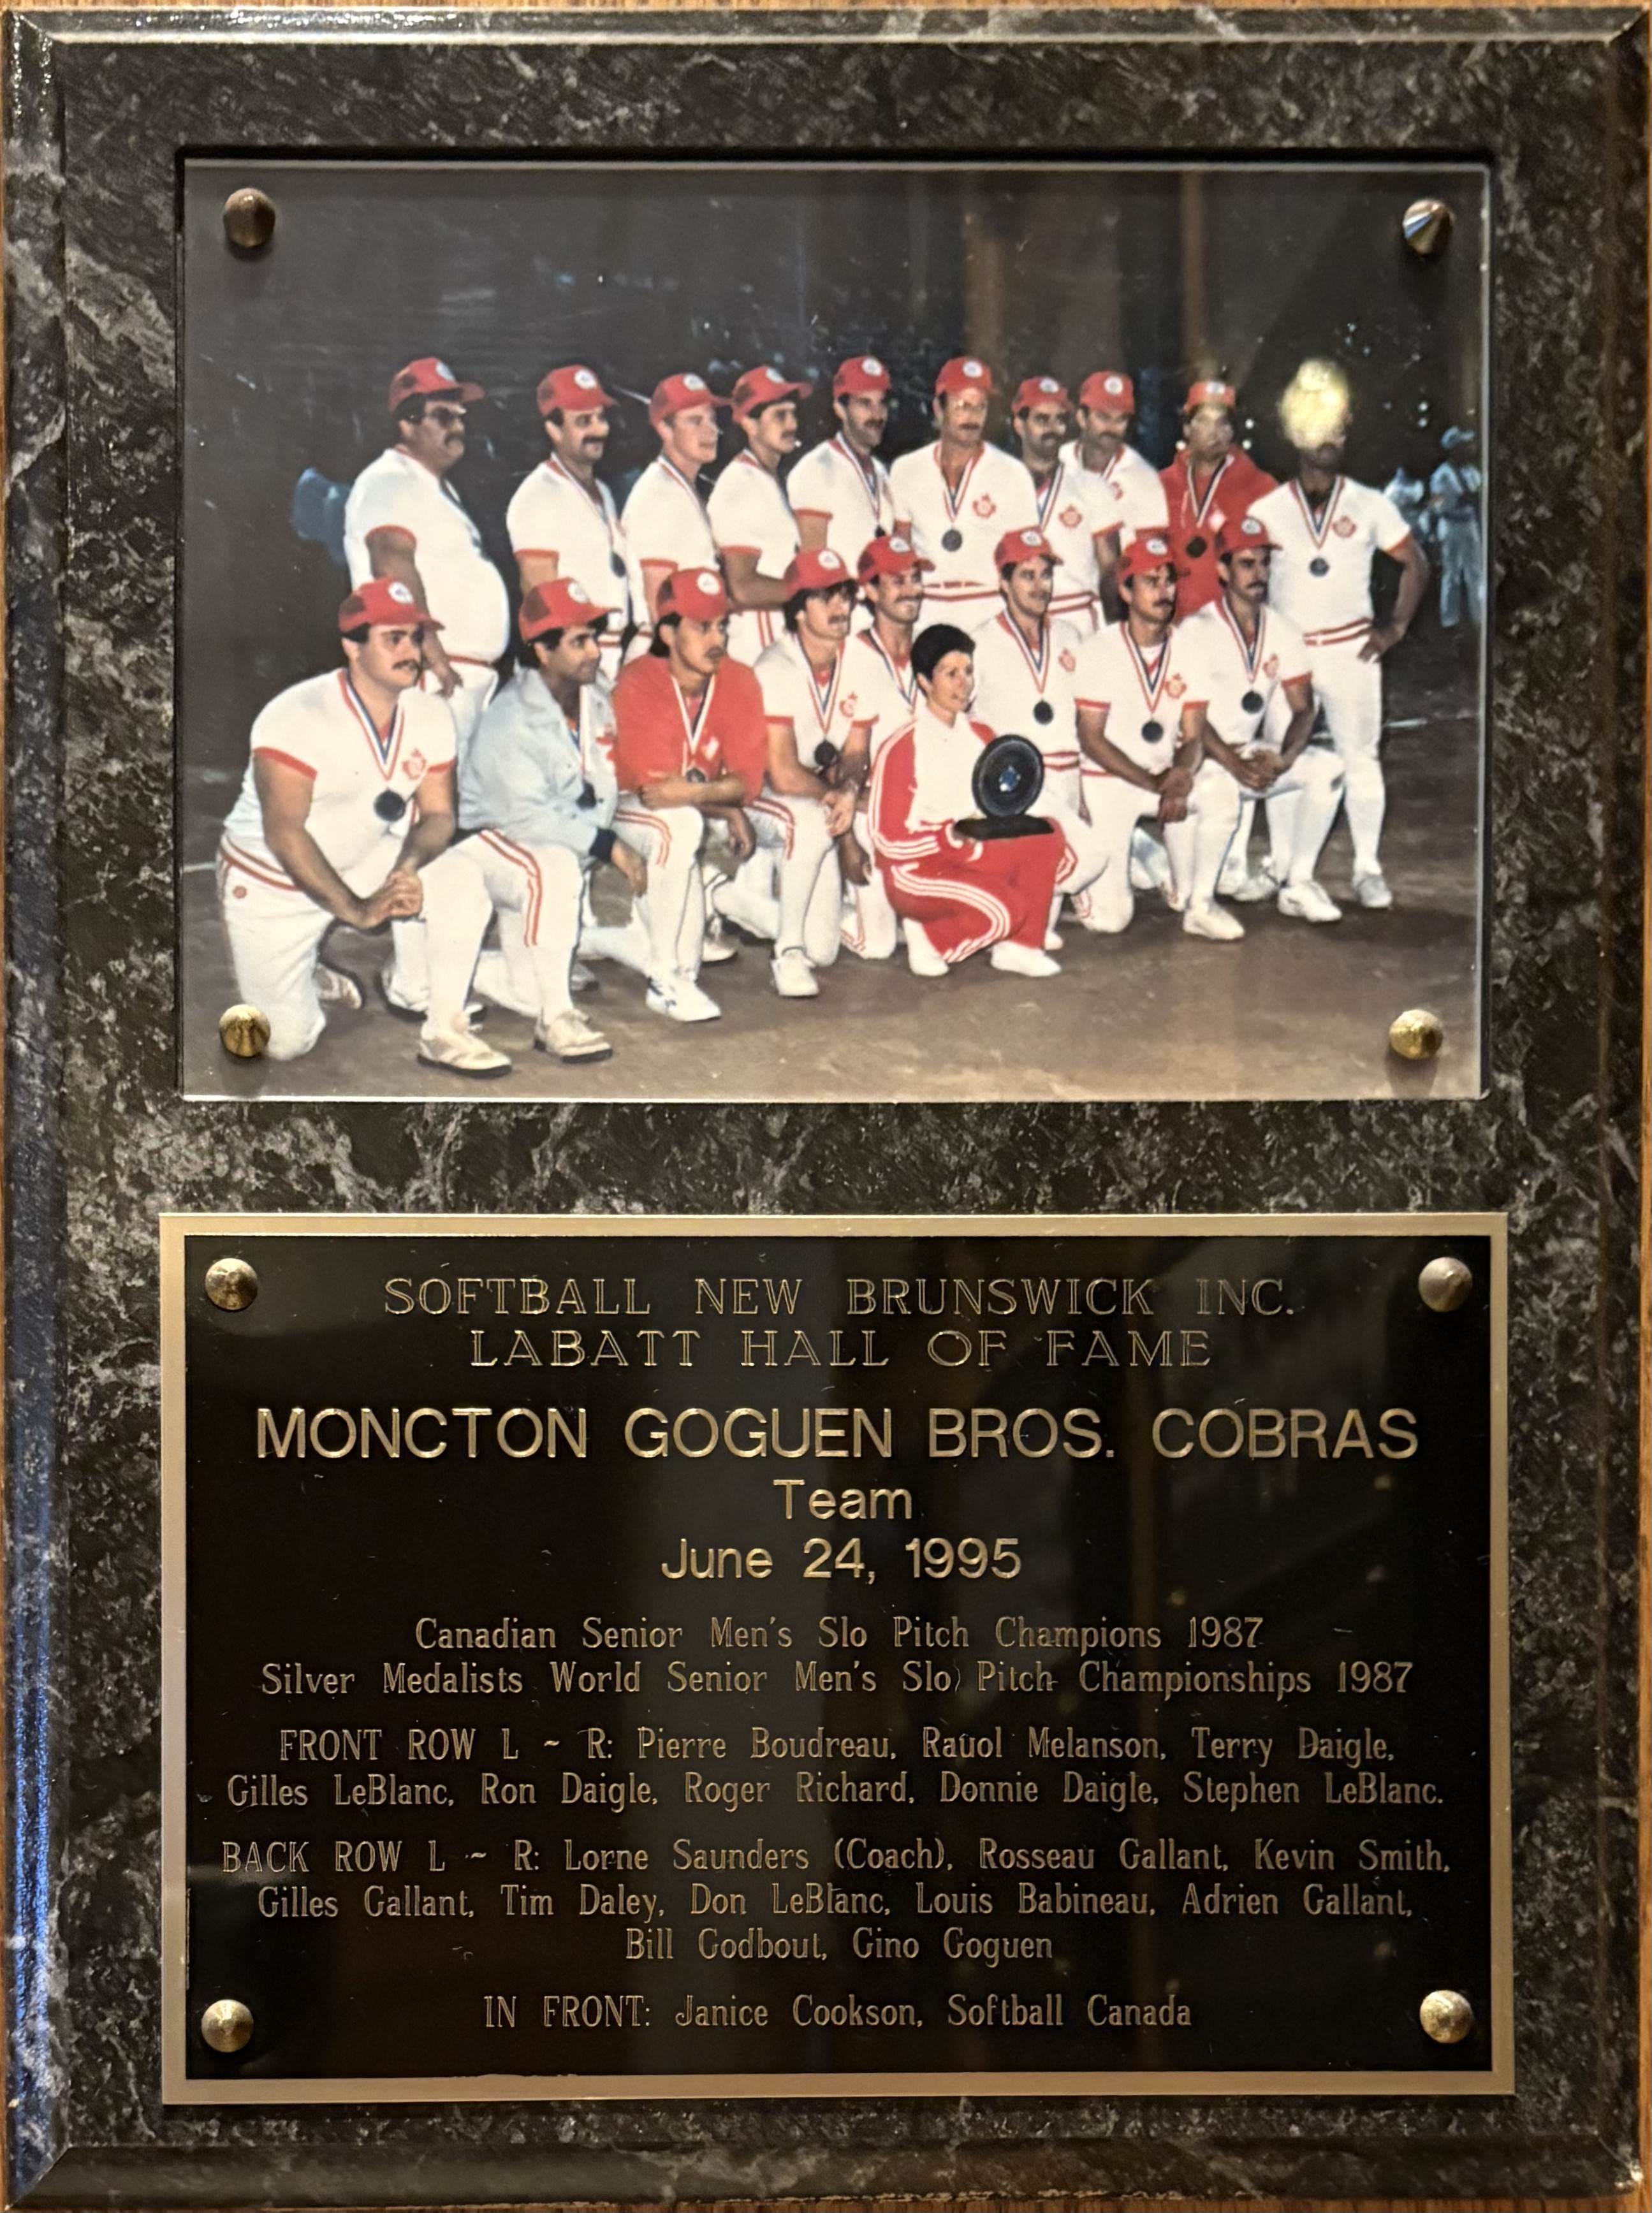 SOFTBALL NEW BRUNSWICK INC.
LABATT HALL OF FAME
MONCTON GOGUEN BROS. COBRAS
Team
June 24, 1995
Canadian Senior Men's Slo Pitch Champions 1987
Silver Medalists World Senior Men's Slo Pitch Championships 1987
FRONT ROW L ~ R: Pierre Boudreau, Rauol Melanson, Terry Daigle,
Gilles LeBlanc, Ron Daigle, Roger Richard, Donnie Daigle, Stephen LeBlanc.
BACK ROW L ~ R: Lorne Saunders (Coach), Rosseau Gallant, Kevin Smith,
Gilles Gallant, Tim Daley, Don LeBlanc, Louis Babineau, Adrien Gallant,
Bill Godbout, Gino Goguen
IN FRONT: Janice Cookson, Softball Canada